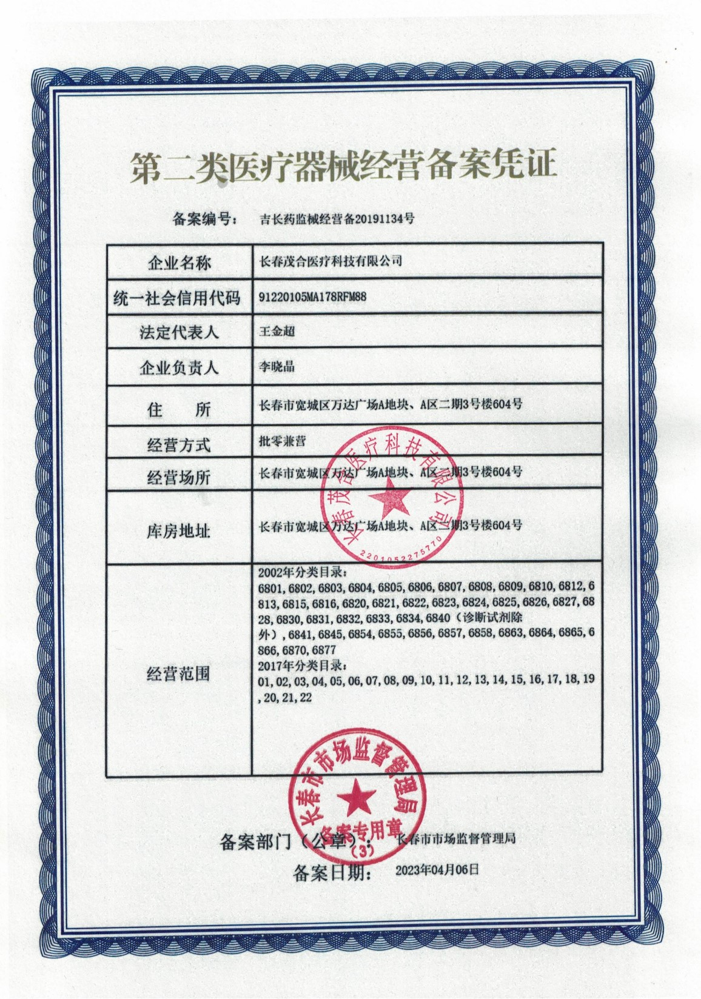 第二类医疗器械经营备案凭证
备案编号： 吉长药监械经营备20191134号
企业名称 长春茂合医疗科技有限公司
统一社会信用代码 91220105MA178RFM88
法定代表人 王金超
企业负责人 李晓晶
住 所 长春市宽城区万达广场A地块、A区二期3号楼604号
经营方式 批零兼营
经营场所 长春市宽城区万达广场A地块、A区二期3号楼604号
库房地址 长春市宽城区万达广场A地块、A区二期3号楼604号
长春茂合医疗科技有限公司
2201052275770
经营范围
2002年分类目录：
6801,6802,6803,6804,6805,6806,6807,6808,6809,6810,6812,6
813,6815,6816,6820,6821,6822,6823,6824,6825,6826,6827,68
28,6830,6831,6832,6833,6834,6840（诊断试剂除
外）,6841,6845,6854,6855,6856,6857,6858,6863,6864,6865,6
866,6870,6877
2017年分类目录：
01,02,03,04,05,06,07,08,09,10,11,12,13,14,15,16,17,18,19
,20,21,22
长春市市场监督管理局
备案专用章
（3）
备案部门（公章）： 长春市市场监督管理局
备案日期： 2023年04月06日